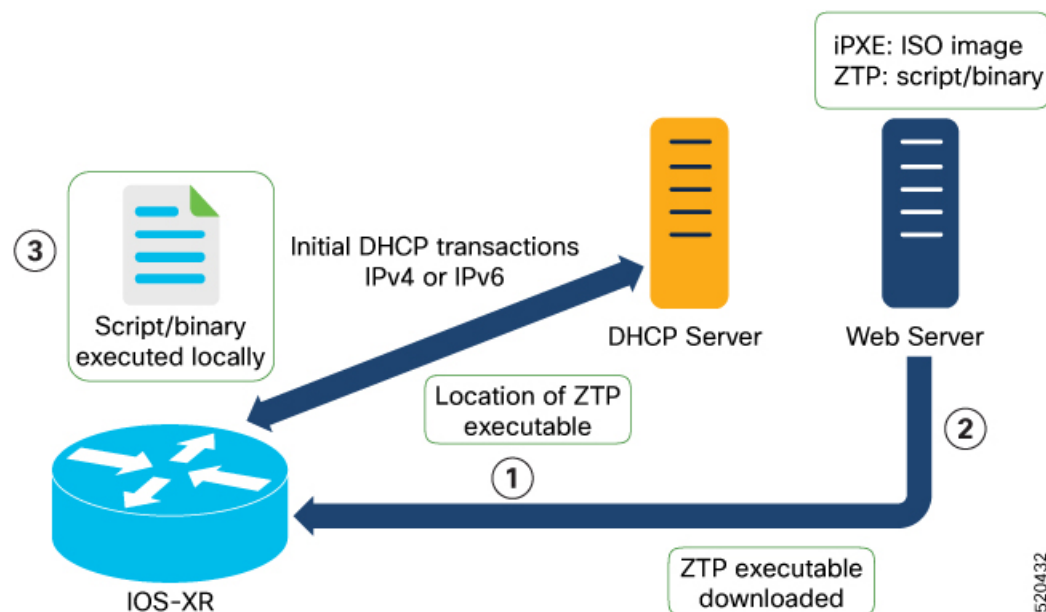 iPXE: ISO image
ZTP: script/binary
3
Script/binary
executed locally
Initial DHCP transactions
IPv4 or IPv6
DHCP Server
Web Server
Location of ZTP
executable
1
2
ZTP executable
downloaded
IOS-XR
520432